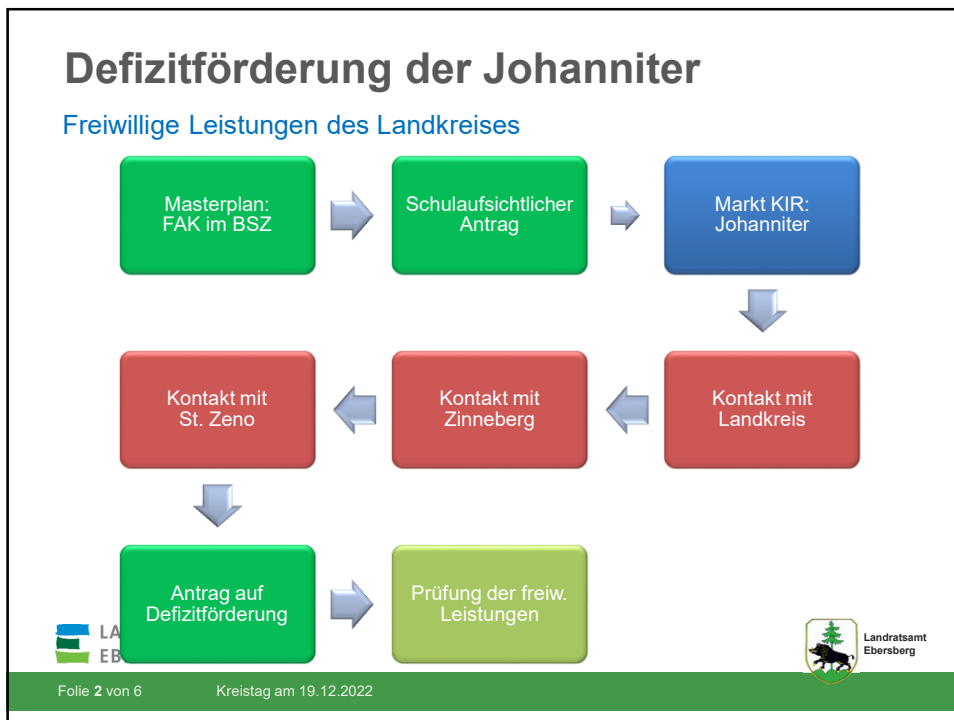 Defizitförderung der Johanniter
Freiwillige Leistungen des Landkreises
Masterplan:
FAK im BSZ
Schulaufsichtlicher
Antrag
Markt KIR:
Johanniter
Kontakt mit
Landkreis
Kontakt mit
Zinneberg
Kontakt mit
St. Zeno
Antrag auf
Defizitförderung
Prüfung der freiw.
Leistungen
LA
EB
Landratsamt
Ebersberg
Folie 2 von 6 Kreistag am 19.12.2022